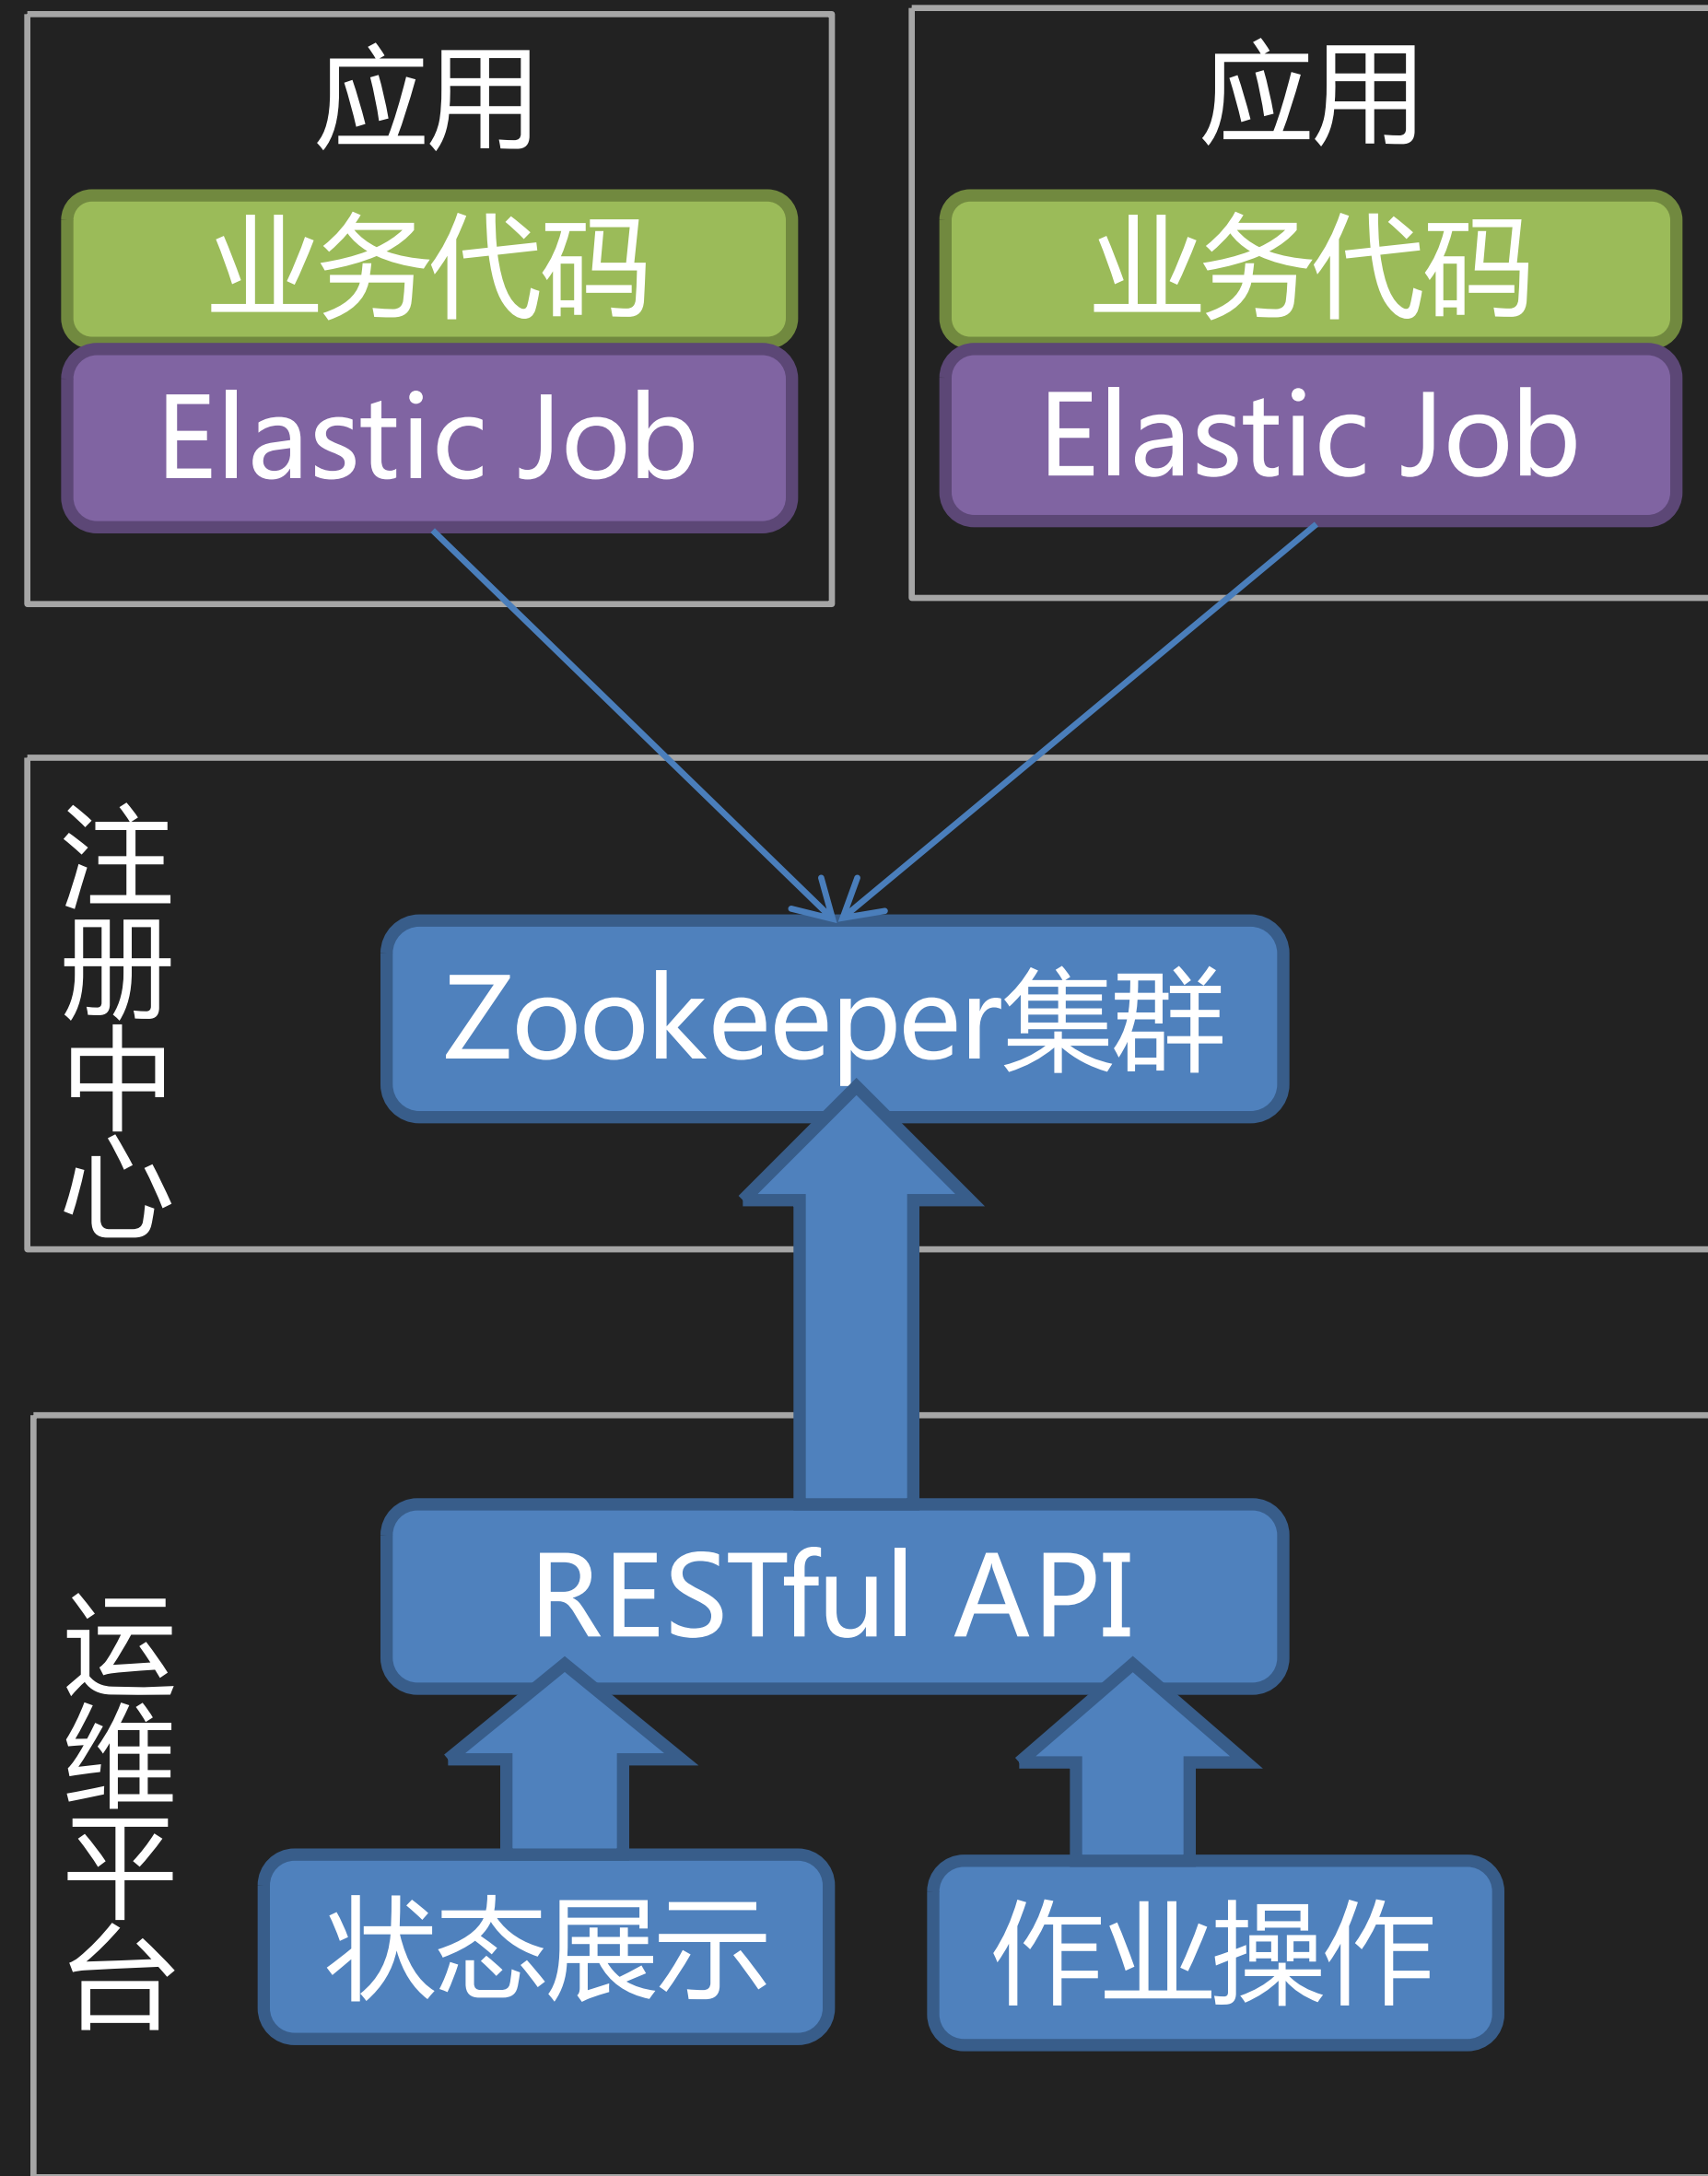 应用
业务代码
Elastic Job
应用
业务代码
Elastic Job
注册中心
Zookeeper集群
运维平台
RESTful API
状态展示
作业操作